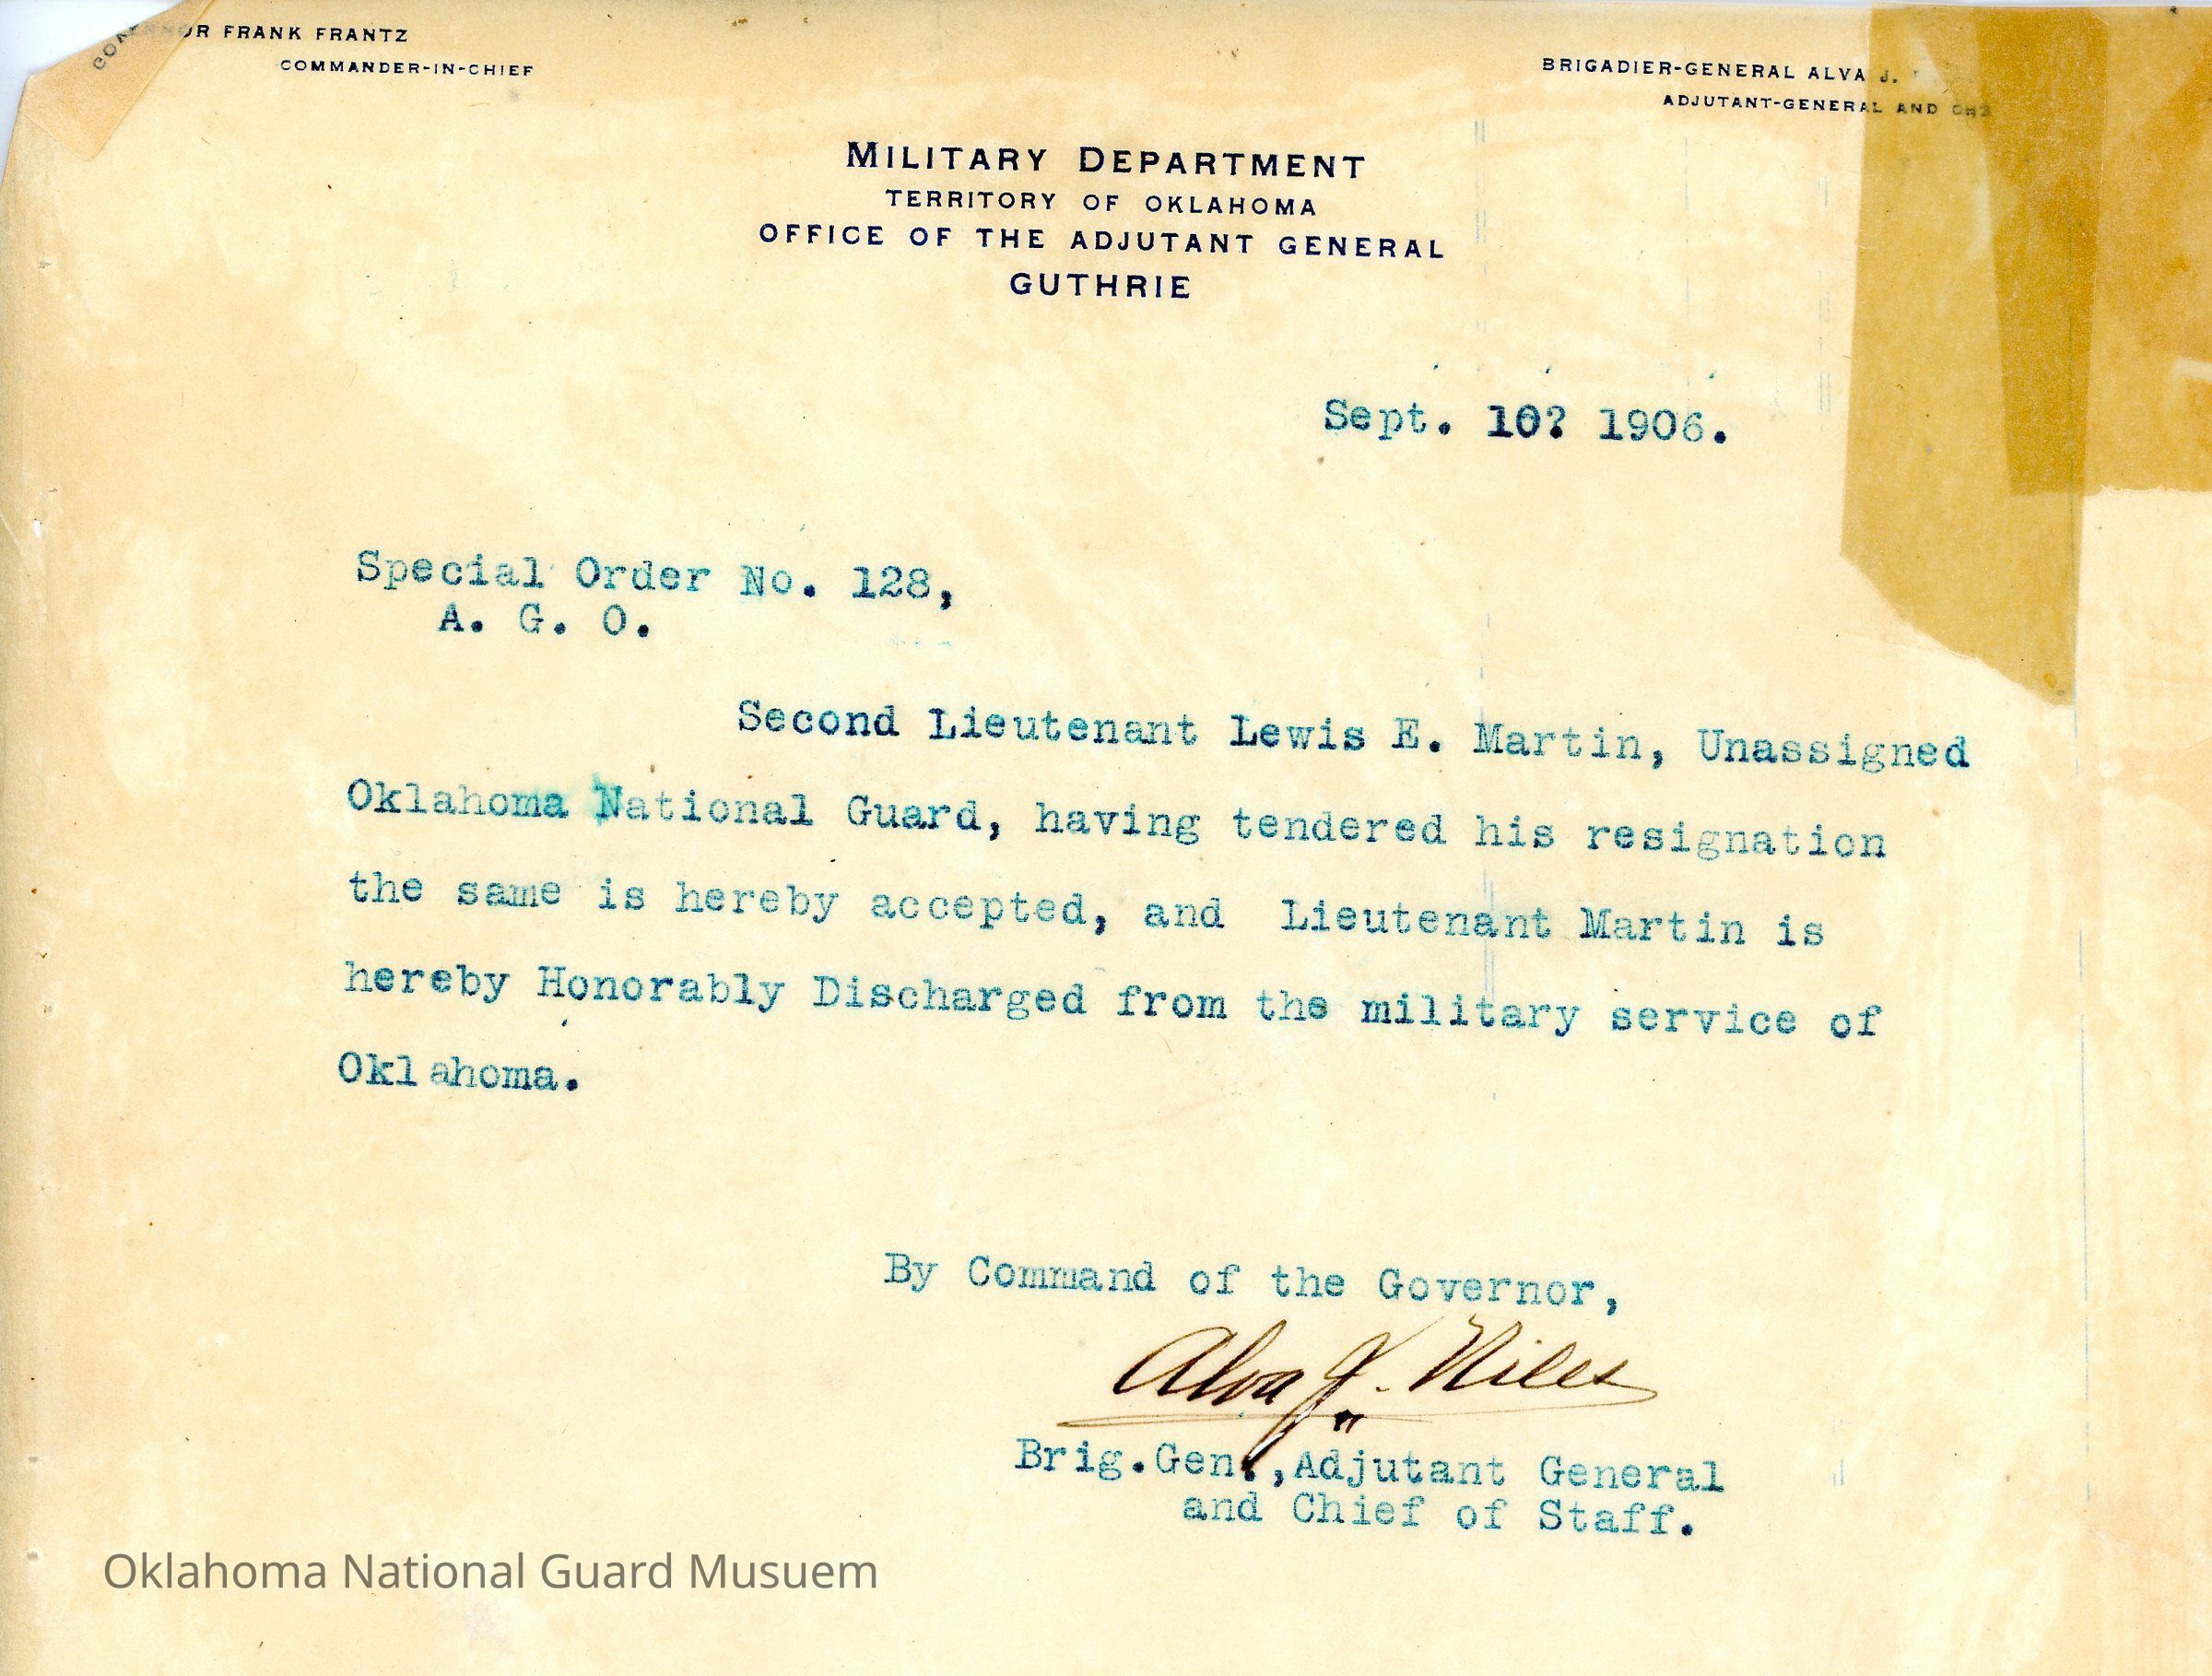 GOVERNOR FRANK FRANTZ
COMMANDER-IN-CHIEF
BRIGADIER-GENERAL ALVA J.
ADJUTANT-GENERAL AND
MILITARY DEPARTMENT
TERRITORY OF OKLAHOMA
OFFICE OF THE ADJUTANT GENERAL
GUTHRIE
Sept. 10? 1906.
Special Order No. 128,
A. G. O.
Second Lieutenant Lewis E. Martin, Unassigned
Oklahoma National Guard, having tendered his resignation
the same is hereby accepted, and Lieutenant Martin is
hereby Honorably Discharged from the military service of
Oklahoma.
By Command of the Governor,
Alva J. Niles
Brig.Gen.,Adjutant General
and Chief of Staff.
Oklahoma National Guard Musuem